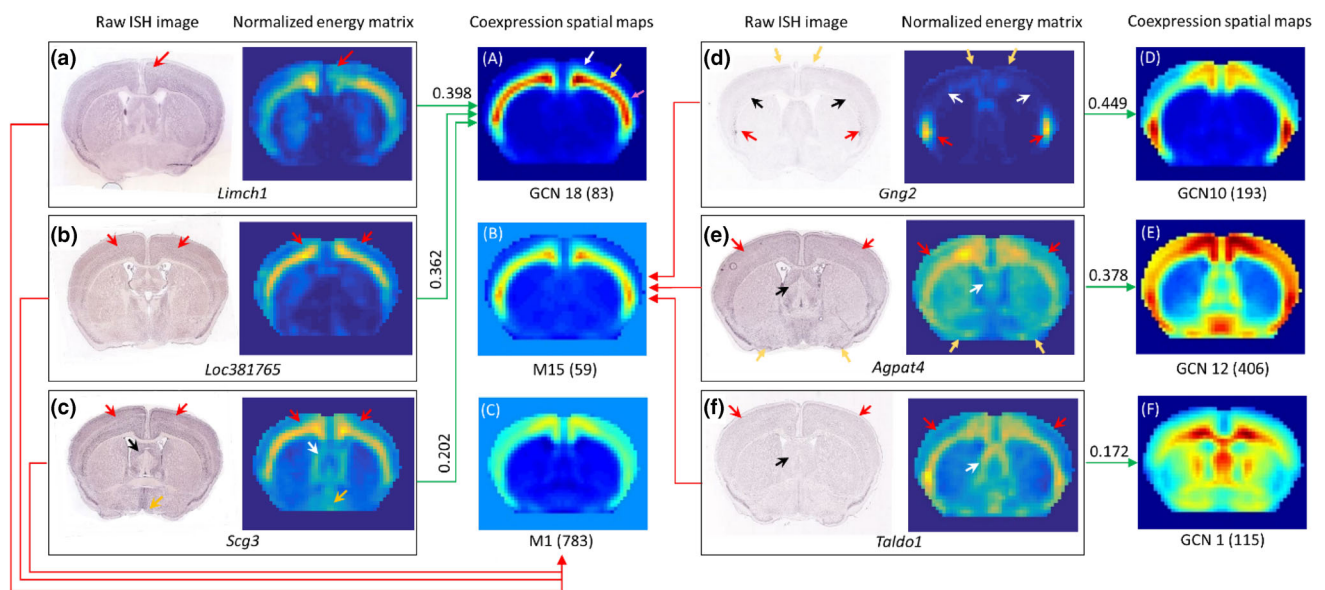 Raw ISH image Normalized energy matrix Coexpression spatial maps Raw ISH image Normalized energy matrix Coexpression spatial maps
(a)
Limch1
0.398
(A)
GCN 18 (83)
(b)
Loc381765
0.362
(B)
M15 (59)
(c)
Scg3
0.202
(C)
M1 (783)
(d)
Gng2
0.449
(D)
GCN10 (193)
(e)
Agpat4
0.378
(E)
GCN 12 (406)
(f)
Taldo1
0.172
(F)
GCN 1 (115)